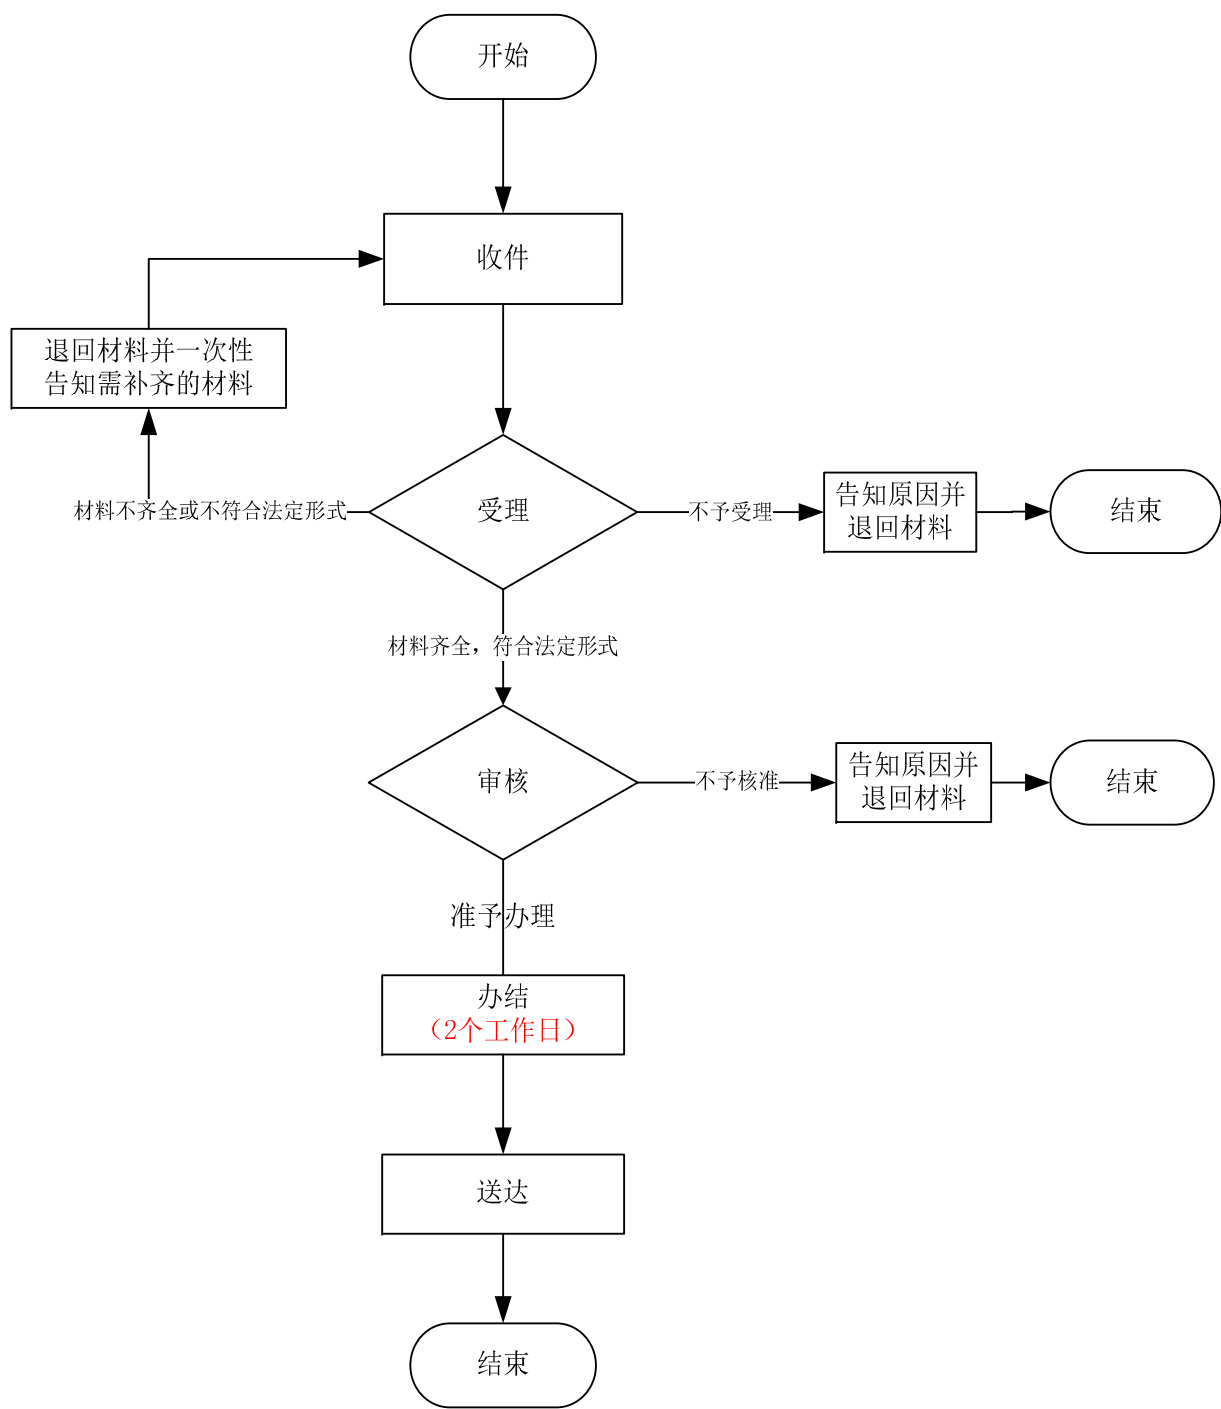 开始
收件
退回材料并一次性
告知需补齐的材料
材料不齐全或不符合法定形式
受理
不予受理
告知原因并
退回材料
结束
材料齐全，符合法定形式
审核
不予核准
告知原因并
退回材料
结束
准予办理
办结
（2个工作日）
送达
结束